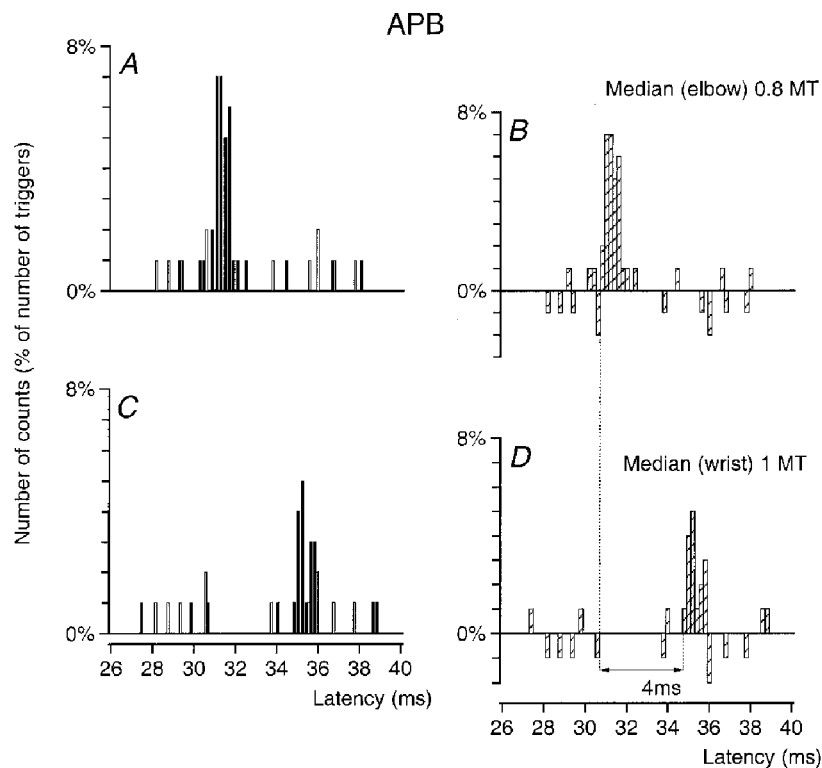 APB
Number of counts (% of number of triggers)
8%
A
0%
Median (elbow) 0.8 MT
8%
B
0%
8%
C
0%
26 28 30 32 34 36 38 40
Latency (ms)
8%
D
Median (wrist) 1 MT
0%
4ms
26 28 30 32 34 36 38 40
Latency (ms)